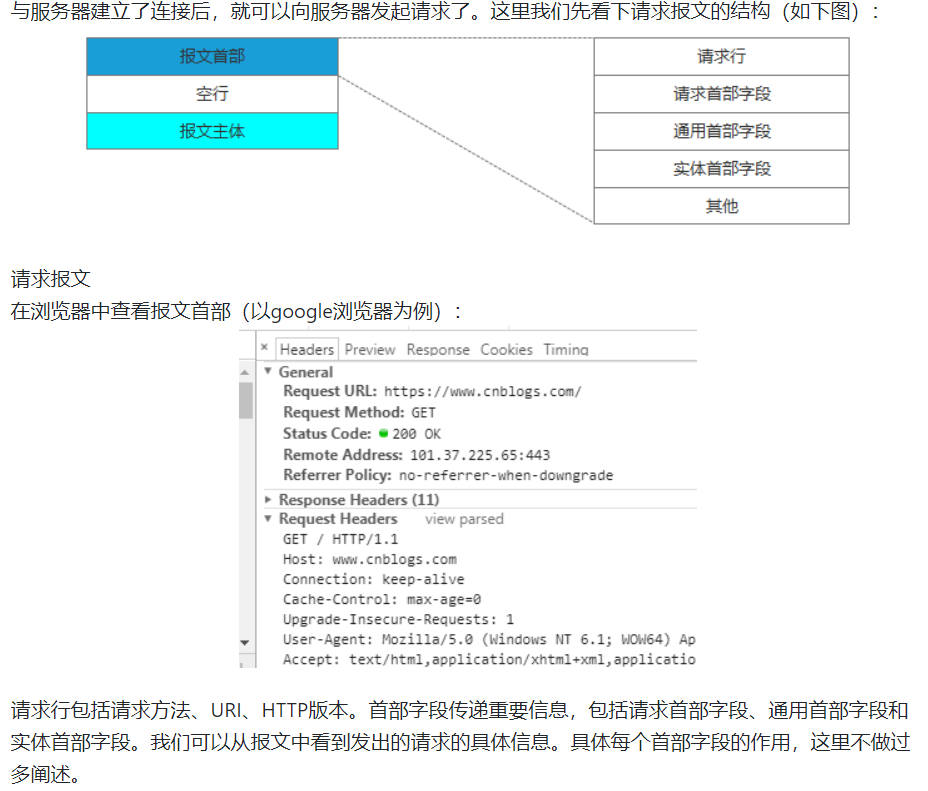 与服务器建立了连接后，就可以向服务器发起请求了。这里我们先看下请求报文的结构（如下图）：
报文首部
空行
报文主体
请求行
请求首部字段
通用首部字段
实体首部字段
其他
请求报文
在浏览器中查看报文首部（以google浏览器为例）：
× Headers Preview Response Cookies Timing
▼ General
Request URL: https://www.cnblogs.com/
Request Method: GET
Status Code: 200 OK
Remote Address: 101.37.225.65:443
Referrer Policy: no-referrer-when-downgrade
► Response Headers (11)
▼ Request Headers view parsed
GET / HTTP/1.1
Host: www.cnblogs.com
Connection: keep-alive
Cache-Control: max-age=0
Upgrade-Insecure-Requests: 1
User-Agent: Mozilla/5.0 (Windows NT 6.1; WOW64) Ap
Accept: text/html,application/xhtml+xml,applicatio
请求行包括请求方法、URI、HTTP版本。首部字段传递重要信息，包括请求首部字段、通用首部字段和
实体首部字段。我们可以从报文中看到发出的请求的具体信息。具体每个首部字段的作用，这里不做过
多阐述。